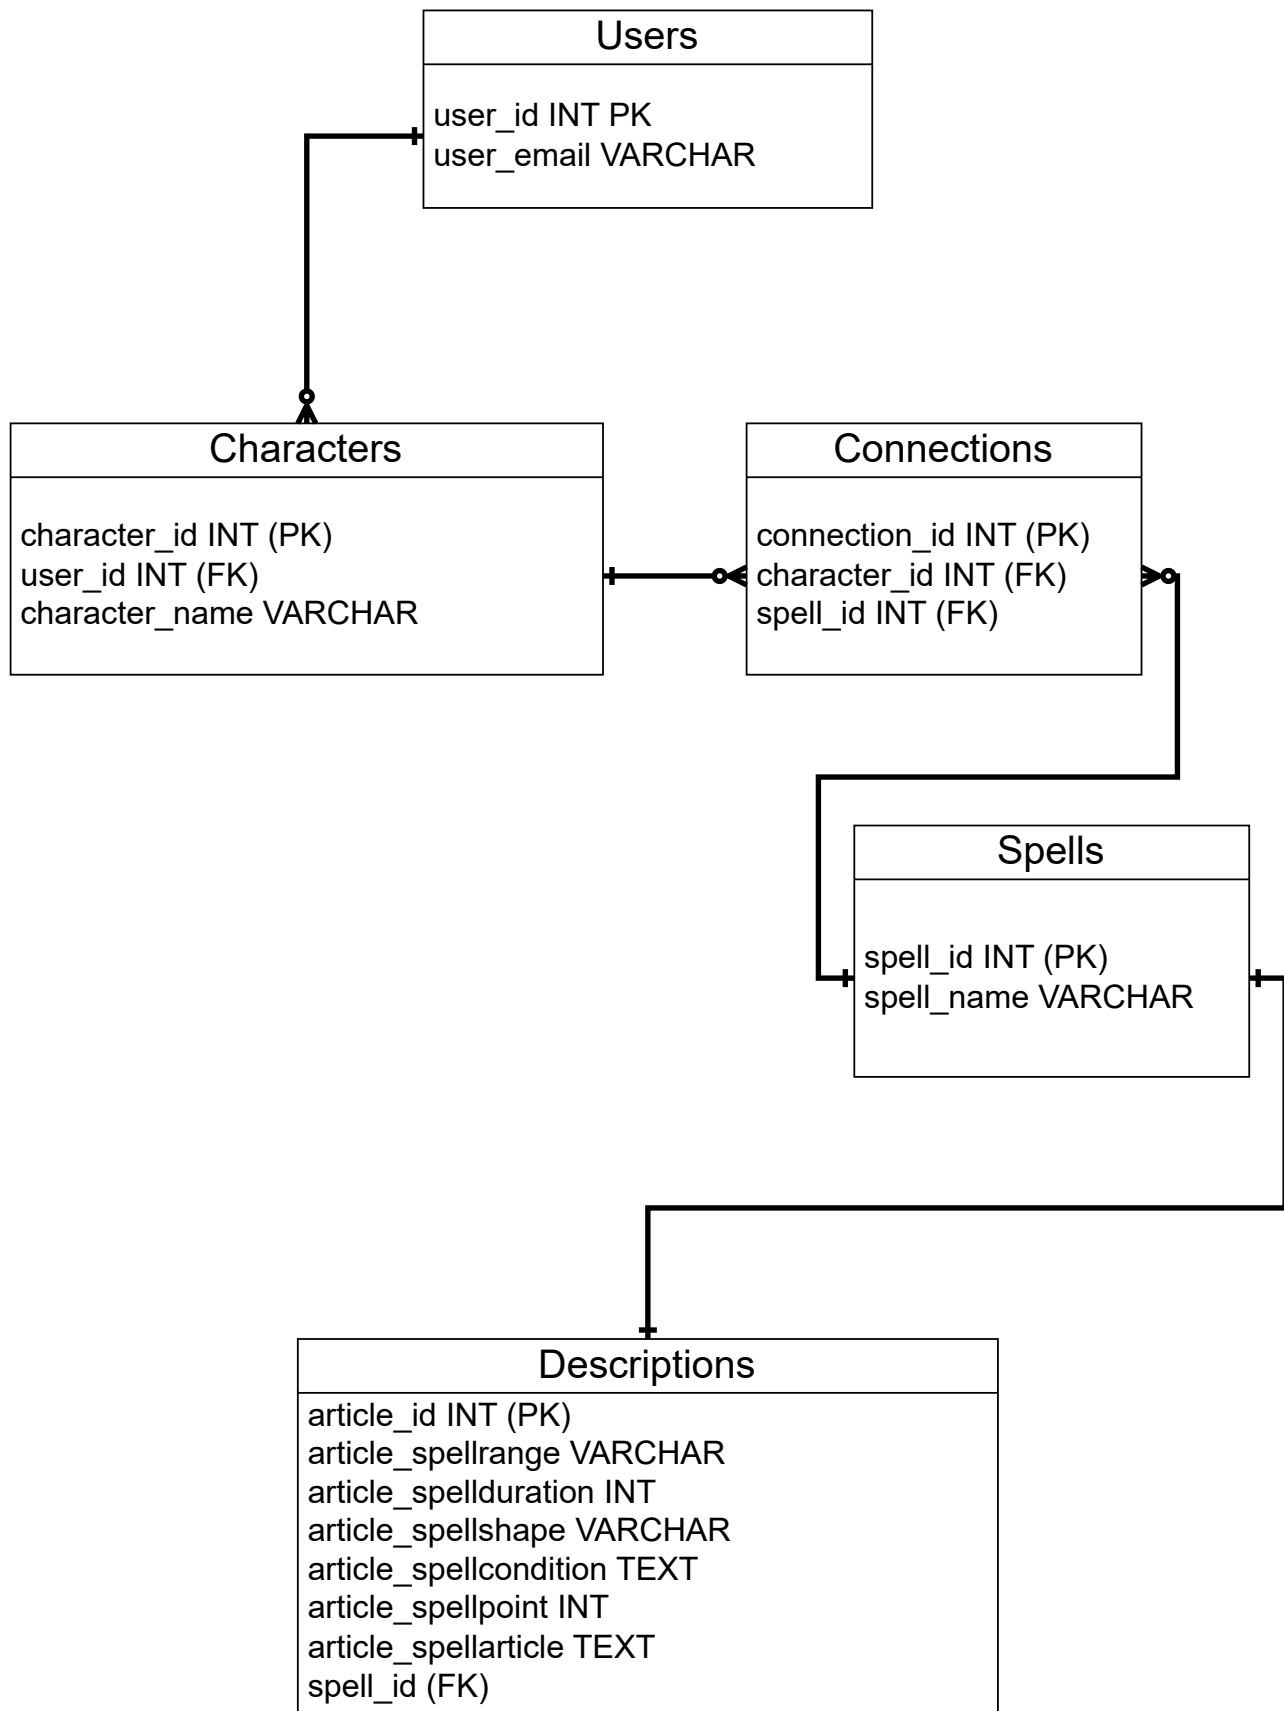 Users
user_id INT PK
user_email VARCHAR
Characters
character_id INT (PK)
user_id INT (FK)
character_name VARCHAR
Connections
connection_id INT (PK)
character_id INT (FK)
spell_id INT (FK)
Spells
spell_id INT (PK)
spell_name VARCHAR
Descriptions
article_id INT (PK)
article_spellrange VARCHAR
article_spellduration INT
article_spellshape VARCHAR
article_spellcondition TEXT
article_spellpoint INT
article_spellarticle TEXT
spell_id (FK)